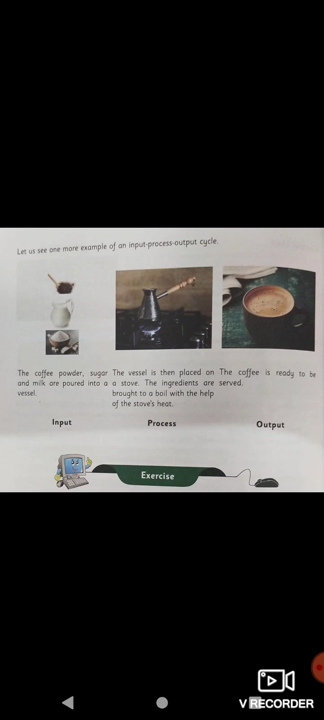 Let us see one more example of an input-process-output cycle.
The coffee powder, sugar
and milk are poured into a
vessel.
The vessel is then placed on
a stove. The ingredients are
brought to a boil with the help
of the stove's heat.
The coffee is ready to be
served.
Input
Process
Output
Exercise
V RECORDER